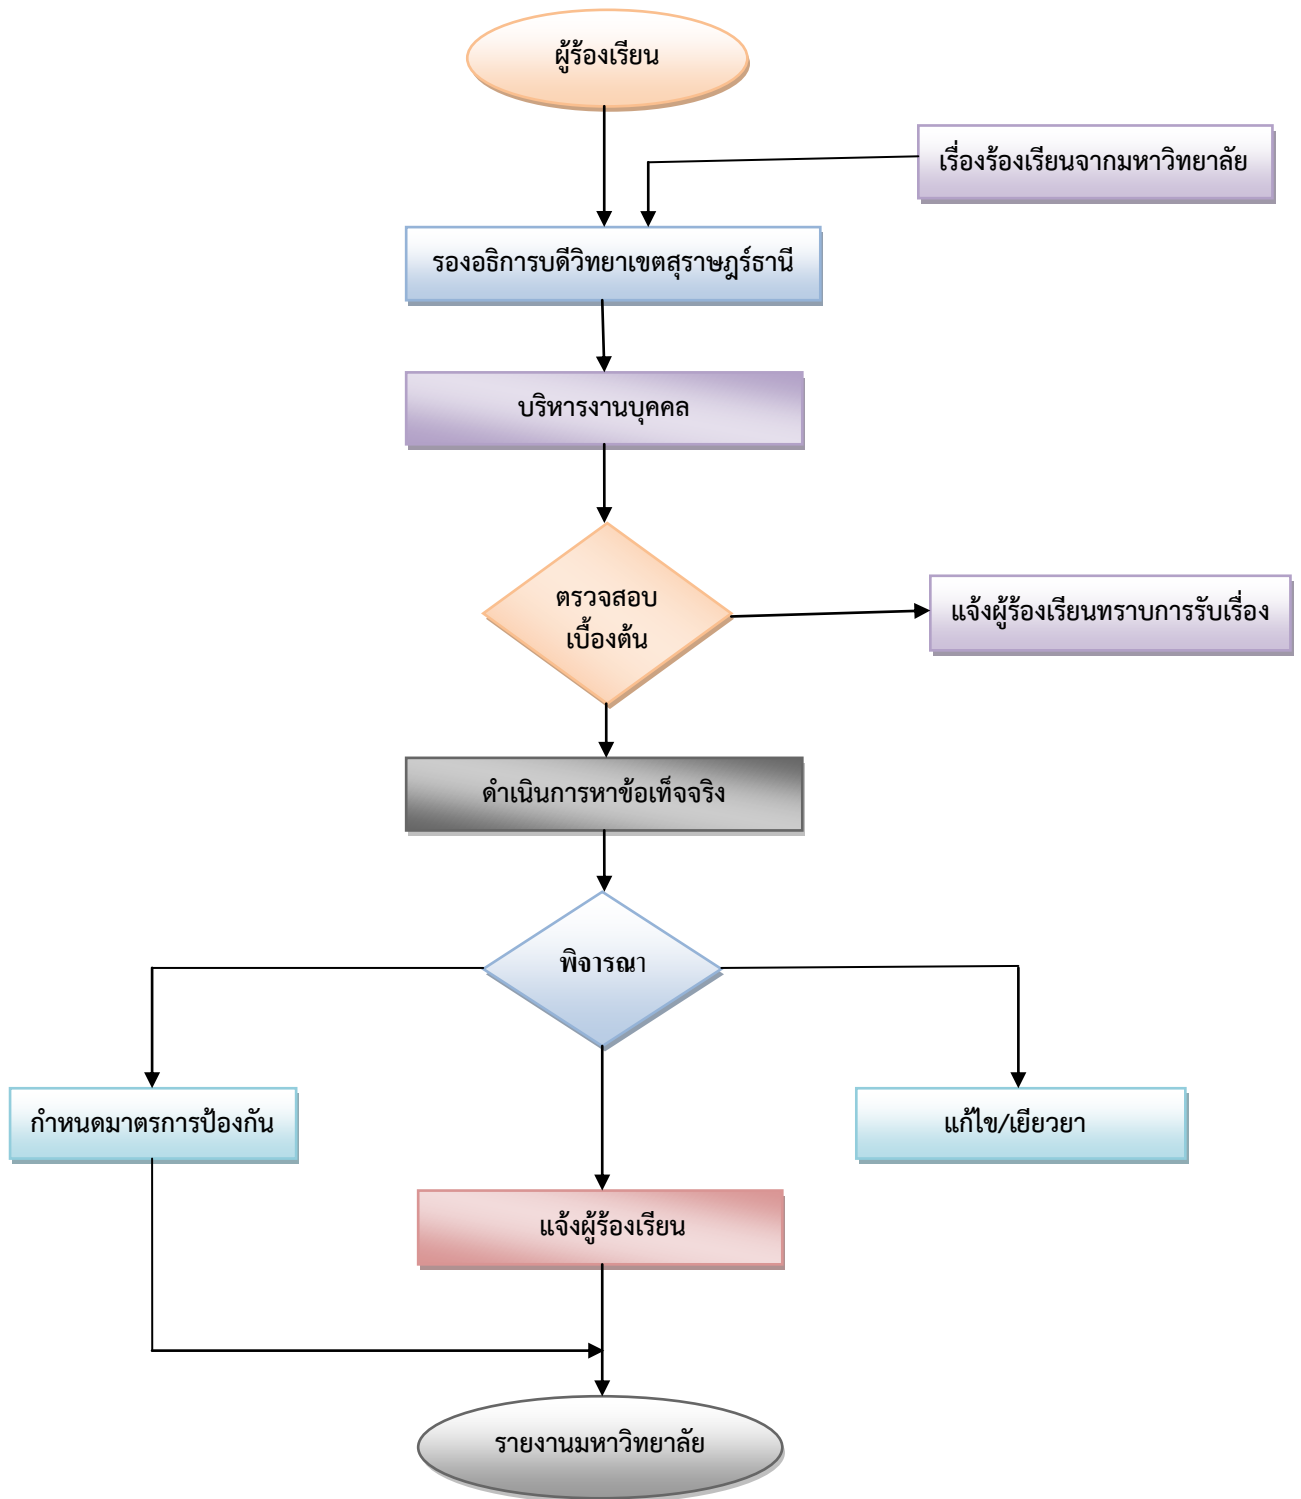 ผู้ร้องเรียน
เรื่องร้องเรียนจากมหาวิทยาลัย
รองอธิการบดีวิทยาเขตสุราษฎร์ธานี
บริหารงานบุคคล
ตรวจสอบ
เบื้องต้น
แจ้งผู้ร้องเรียนทราบการรับเรื่อง
ดำเนินการหาข้อเท็จจริง
พิจารณา
กำหนดมาตรการป้องกัน
แก้ไข/เยียวยา
แจ้งผู้ร้องเรียน
รายงานมหาวิทยาลัย